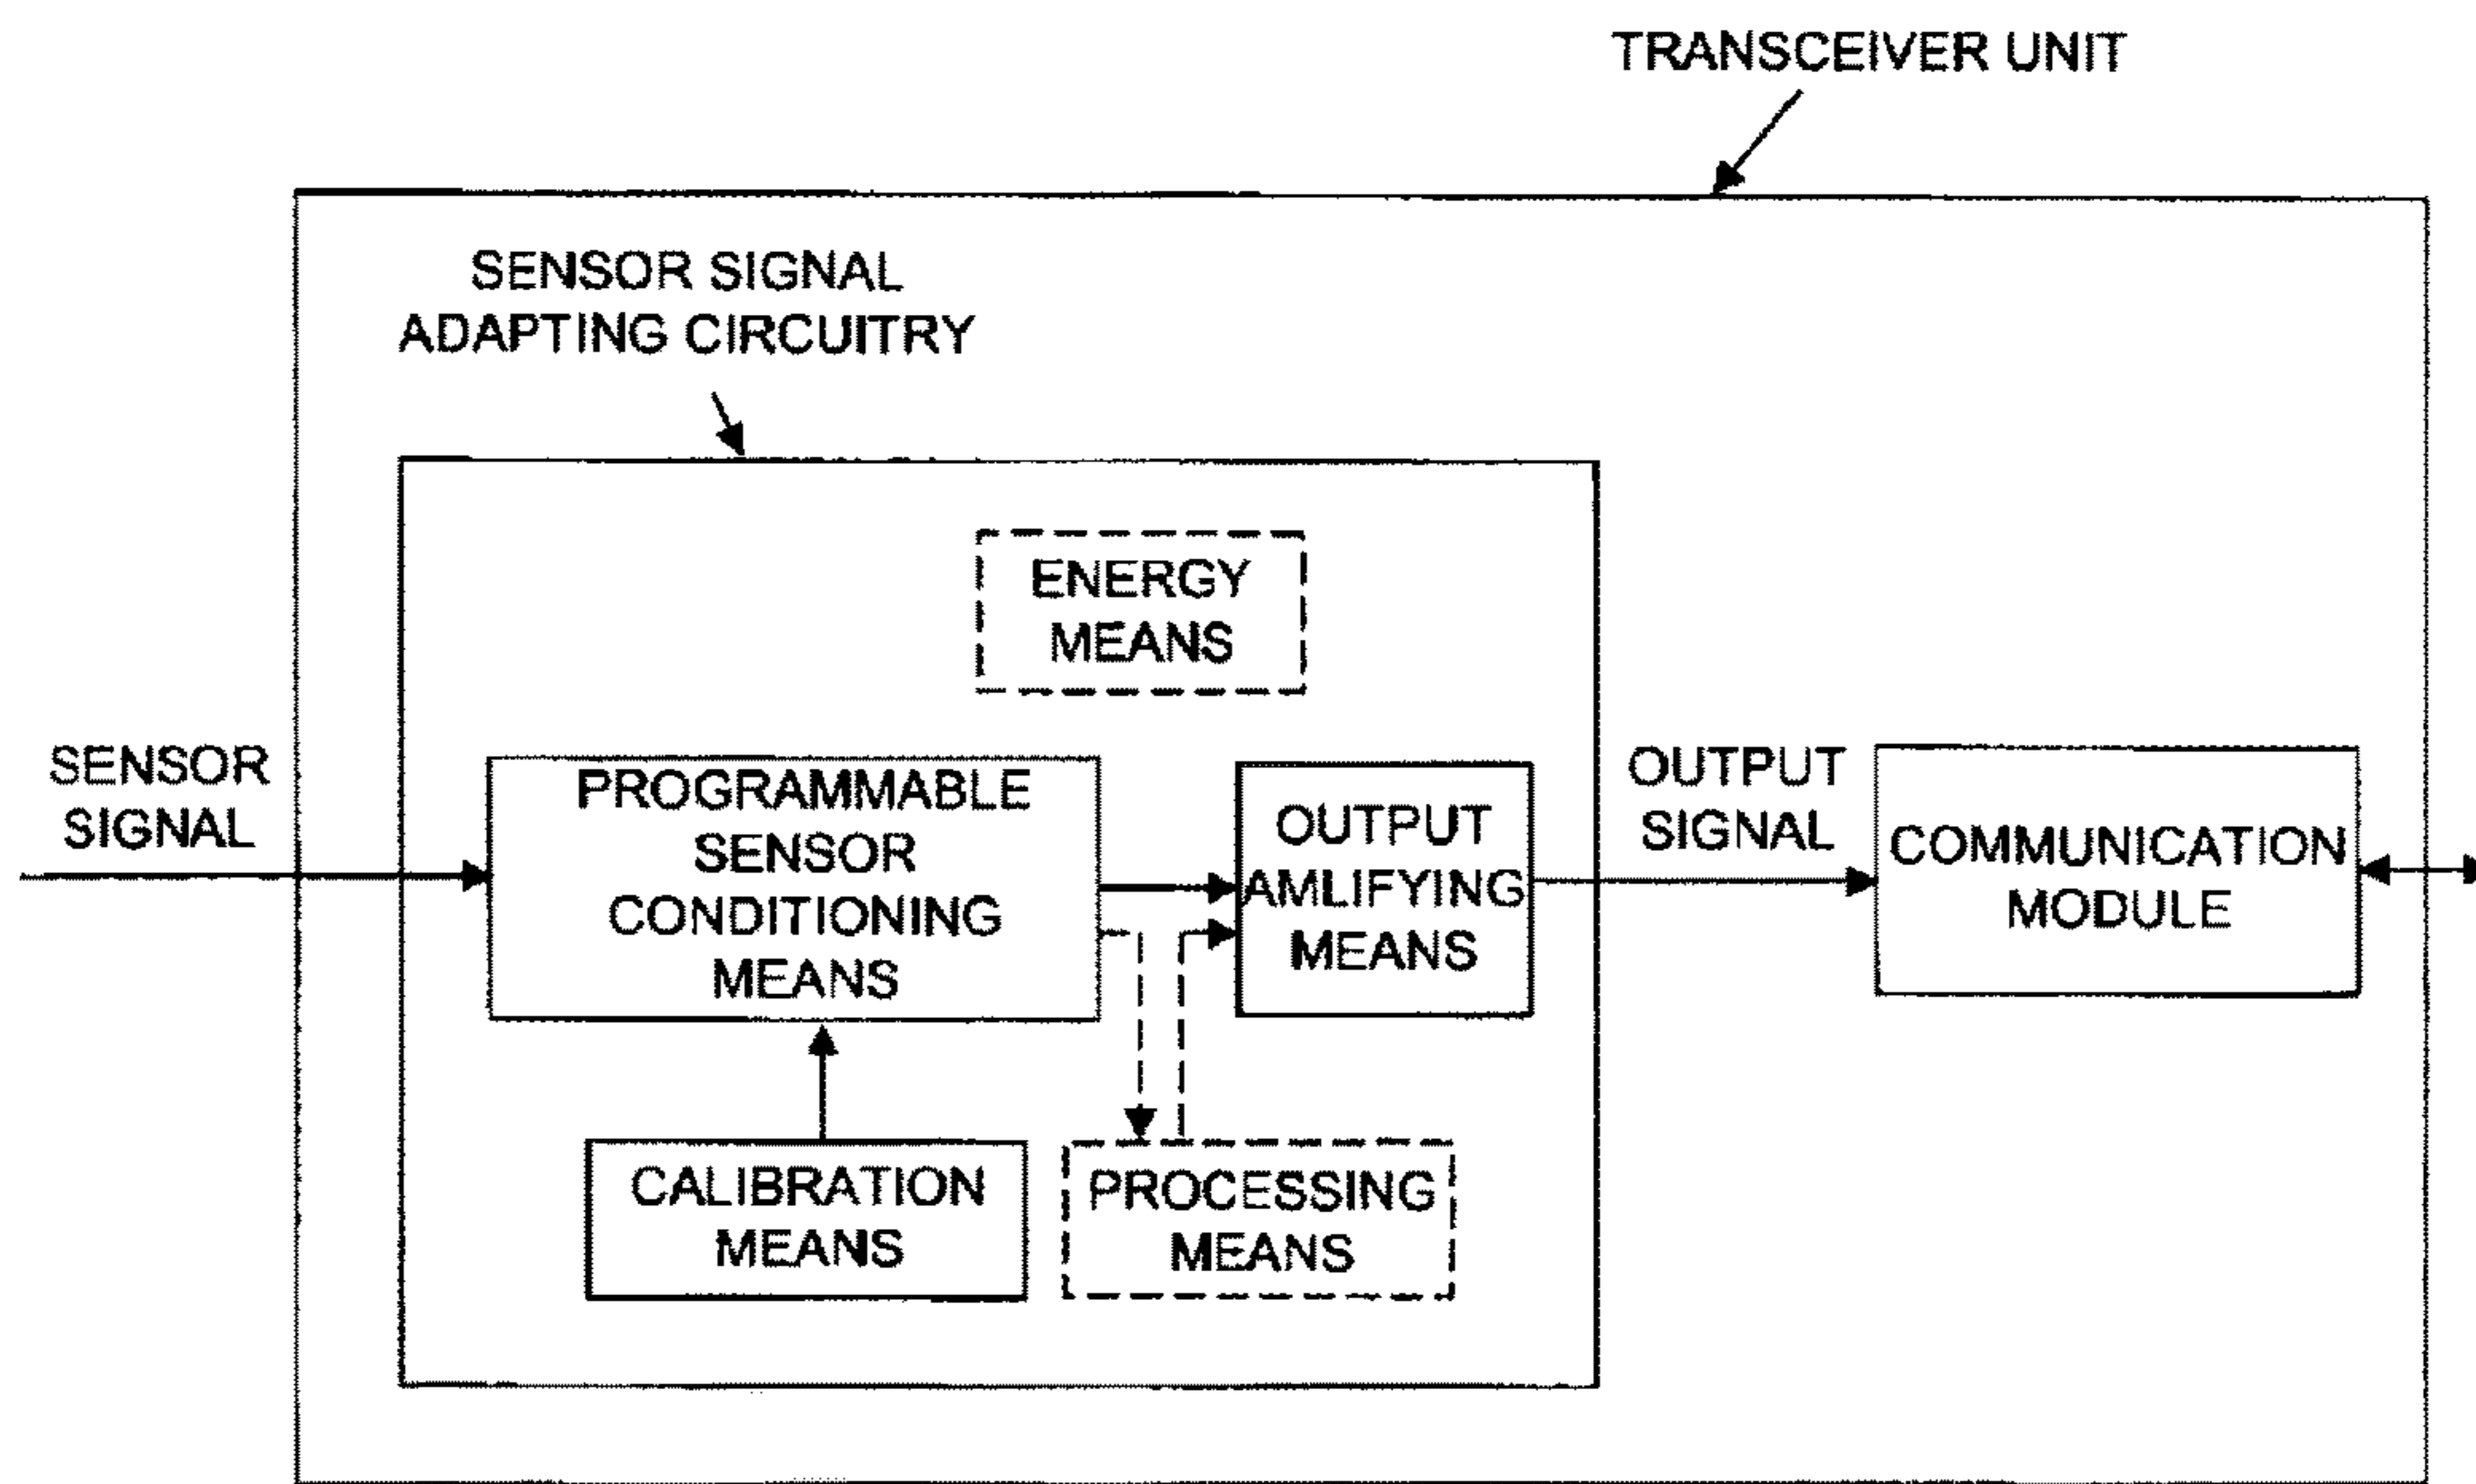 TRANSCEIVER UNIT
SENSOR SIGNAL
ADAPTING CIRCUITRY
ENERGY
MEANS
SENSOR
SIGNAL
PROGRAMMABLE
SENSOR
CONDITIONING
MEANS
OUTPUT
AMLIFYING
MEANS
OUTPUT
SIGNAL
COMMUNICATION
MODULE
CALIBRATION
MEANS
PROCESSING
MEANS